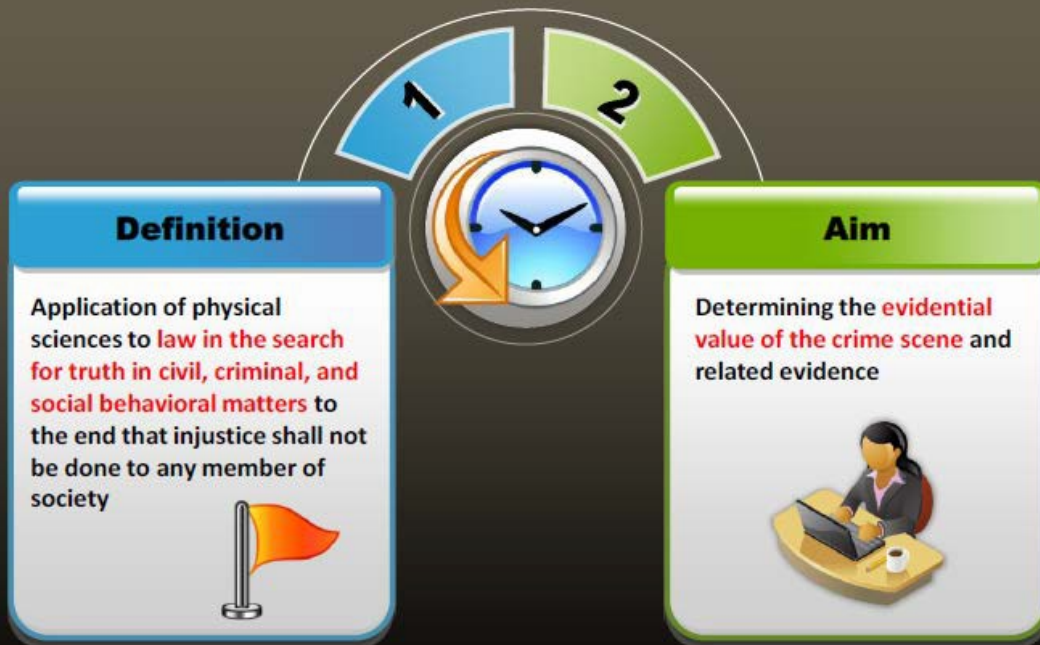 1
2
Definition
Application of physical
sciences to law in the search
for truth in civil, criminal, and
social behavioral matters to
the end that injustice shall not
be done to any member of
society
Aim
Determining the evidential
value of the crime scene and
related evidence